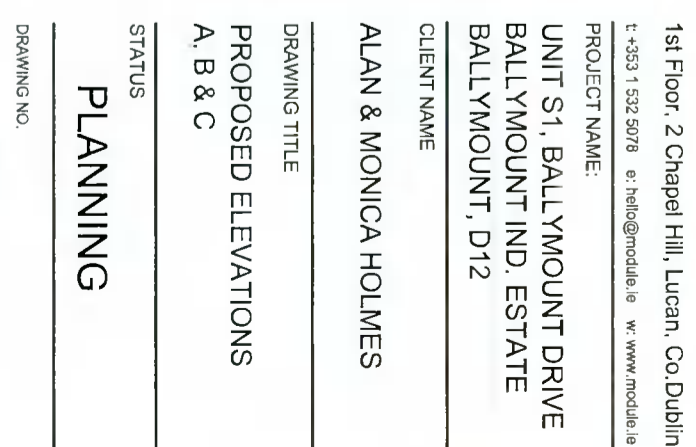 1st Floor, 2 Chapel Hill, Lucan, Co.Dublin
t: +353 1 532 5078 e: hello@module.ie w: www.module.ie
PROJECT NAME:
UNIT S1, BALLYMOUNT DRIVE
BALLYMOUNT IND. ESTATE
BALLYMOUNT, D12
CLIENT NAME
ALAN & MONICA HOLMES
DRAWING TITLE
PROPOSED ELEVATIONS
A, B & C
STATUS
PLANNING
DRAWING NO.